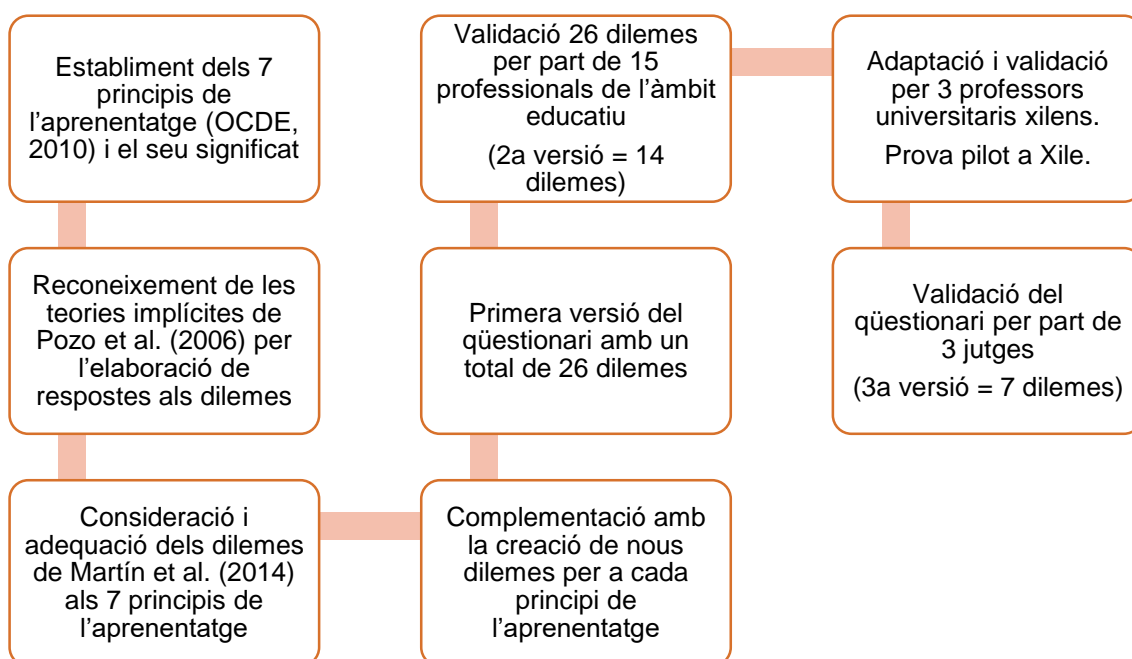 Establiment dels 7
principis de
l'aprenentatge (OCDE,
2010) i el seu significat
Reconeixement de les
teories implícites de
Pozo et al. (2006) per
l'elaboració de
respostes als dilemes
Consideració i
adequació dels dilemes
de Martín et al. (2014)
als 7 principis de
l'aprenentatge
Complementació amb
la creació de nous
dilemes per a cada
principi de
l'aprenentatge
Primera versió del
qüestionari amb un
total de 26 dilemes
Validació 26 dilemes
per part de 15
professionals de l'àmbit
educatiu
(2a versió = 14
dilemes)
Adaptació i validació
per 3 professors
universitaris xilens.
Prova pilot a Xile.
Validació del
qüestionari per part de
3 jutges
(3a versió = 7 dilemes)